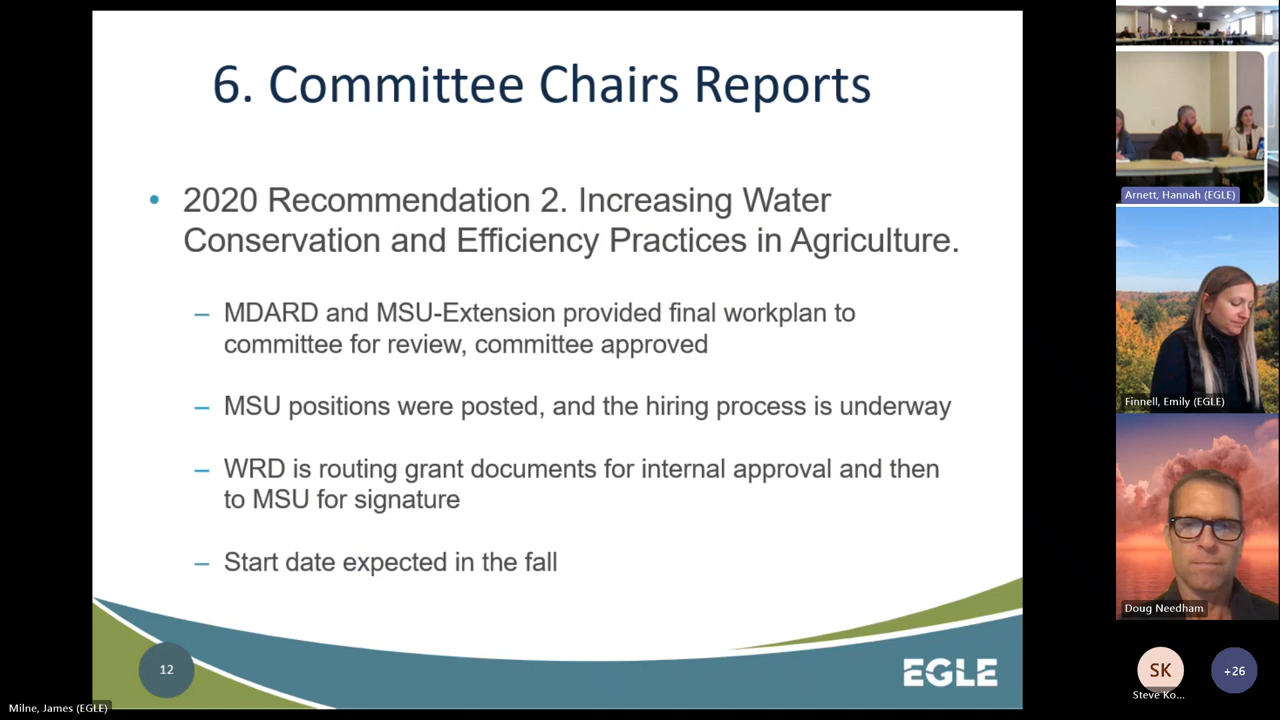 6. Committee Chairs Reports
• 2020 Recommendation 2. Increasing Water
Conservation and Efficiency Practices in Agriculture.
– MDARD and MSU-Extension provided final workplan to
committee for review, committee approved
– MSU positions were posted, and the hiring process is underway
– WRD is routing grant documents for internal approval and then
to MSU for signature
– Start date expected in the fall
12
EGLE
Milne, James (EGLE)
Arnett, Hannah (EGLE)
Finnell, Emily (EGLE)
Doug Needham
SK
Steve Ko...
+26